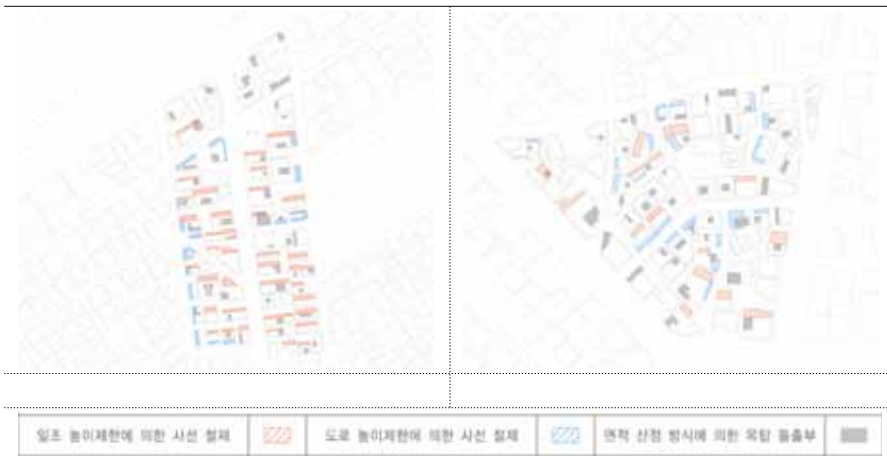 일조 높이제한에 의한 사선 절제 도로 높이제한에 의한 사선 절제 면적 산정 방식에 의한 옥탑 돌출부